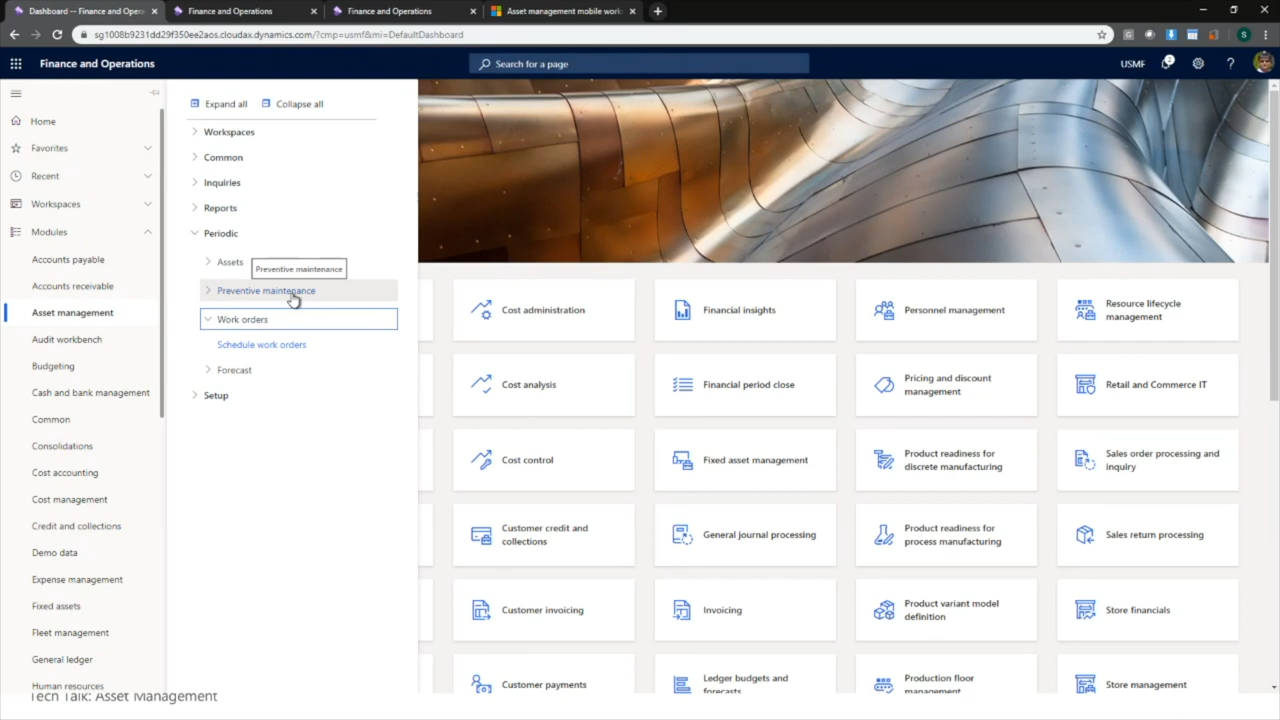 Dashboard -- Finance and Oper
Finance and Operations
Finance and Operations
Asset management mobile work
sg1008b9231dd29f350ee2aos.cloudax.dynamics.com/?cmp=usmf&mi=DefaultDashboard
Finance and Operations
Search for a page
USMF
Expand all
Collapse all
Home
Favorites
Recent
Workspaces
Modules
Accounts payable
Accounts receivable
Asset management
Audit workbench
Budgeting
Cash and bank management
Common
Consolidations
Cost accounting
Cost management
Credit and collections
Demo data
Expense management
Fixed assets
Fleet management
General ledger
Human resources
Workspaces
Common
Inquiries
Reports
Periodic
Assets
Preventive maintenance
Preventive maintenance
Work orders
Schedule work orders
Forecast
Setup
Cost administration
Financial insights
Personnel management
Resource lifecycle
management
Cost analysis
Financial period close
Pricing and discount
management
Retail and Commerce IT
Cost control
Fixed asset management
Product readiness for
discrete manufacturing
Sales order processing and
inquiry
Customer credit and
collections
General journal processing
Product readiness for
process manufacturing
Sales return processing
Customer invoicing
Invoicing
Product variant model
definition
Store financials
Customer payments
Ledger budgets and
forecasts
Production floor
management
Store management
Tech Talk: Asset Management